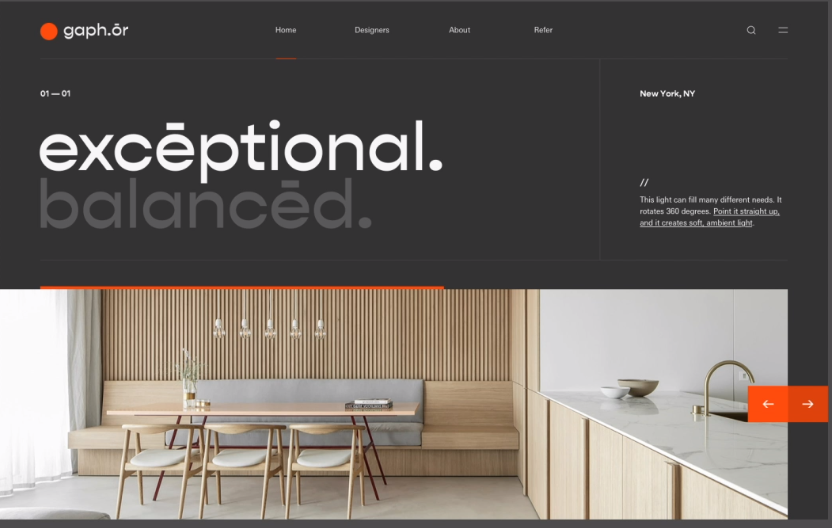 gaph.ōr
Home Designers About Refer
01 — 01
New York, NY
excēptional.
balancēd.
//
This light can fill many different needs. It
rotates 360 degrees. Point it straight up,
and it creates soft, ambient light.